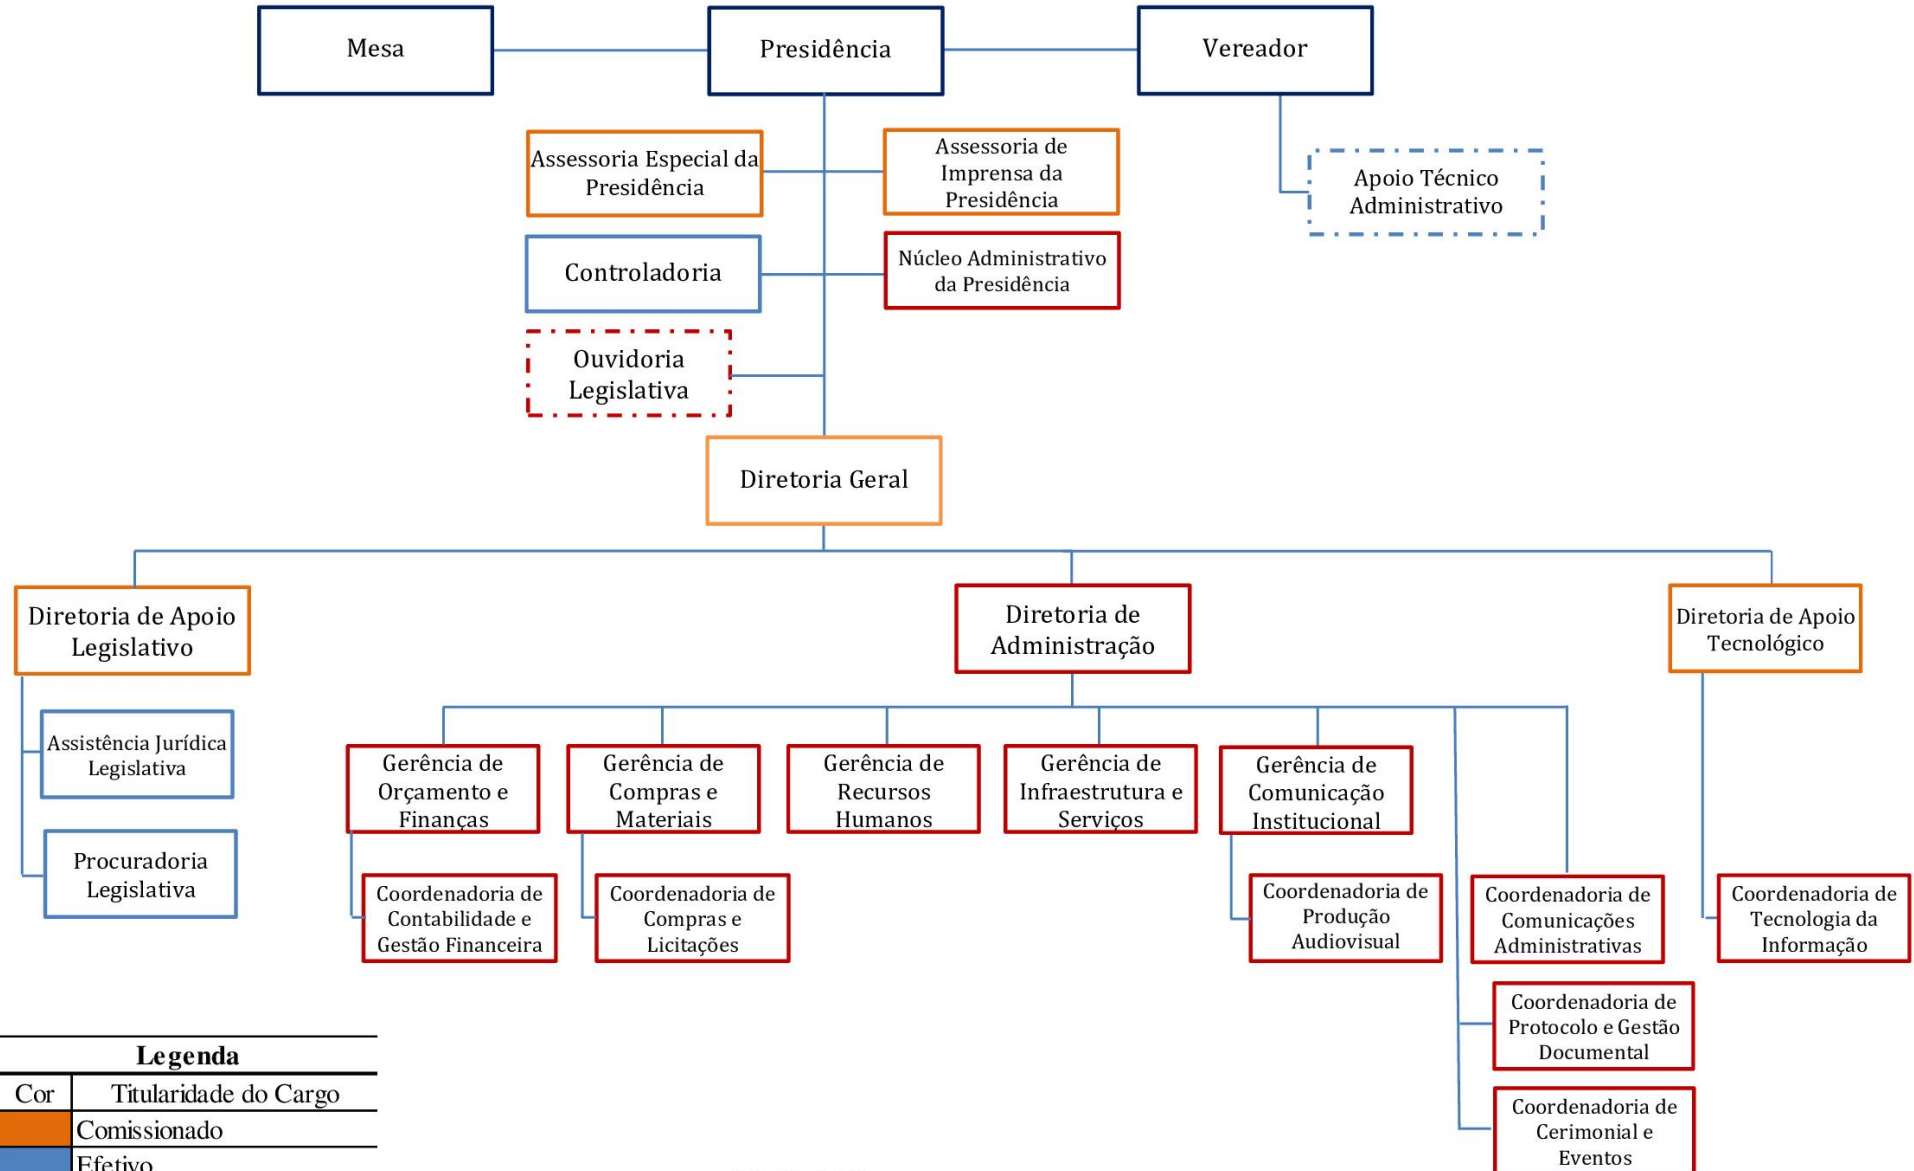 Mesa
Presidência
Vereador
Assessoria Especial da
Presidência
Assessoria de
Imprensa da
Presidência
Apoio Técnico
Administrativo
Controladoria
Núcleo Administrativo
da Presidência
Ouvidoria
Legislativa
Diretoria Geral
Diretoria de Apoio
Legislativo
Diretoria de
Administração
Diretoria de Apoio
Tecnológico
Assistência Jurídica
Legislativa
Procuradoria
Legislativa
Gerência de
Orçamento e
Finanças
Gerência de
Compras e
Materiais
Gerência de
Recursos
Humanos
Gerência de
Infraestrutura e
Serviços
Gerência de
Comunicação
Institucional
Coordenadoria de
Contabilidade e
Gestão Financeira
Coordenadoria de
Compras e
Licitações
Coordenadoria de
Produção
Audiovisual
Coordenadoria de
Comunicações
Administrativas
Coordenadoria de
Tecnologia da
Informação
Coordenadoria de
Protocolo e Gestão
Documental
Coordenadoria de
Cerimonial e
Eventos
Legenda
Cor Titularidade do Cargo
Comissionado
Efetivo